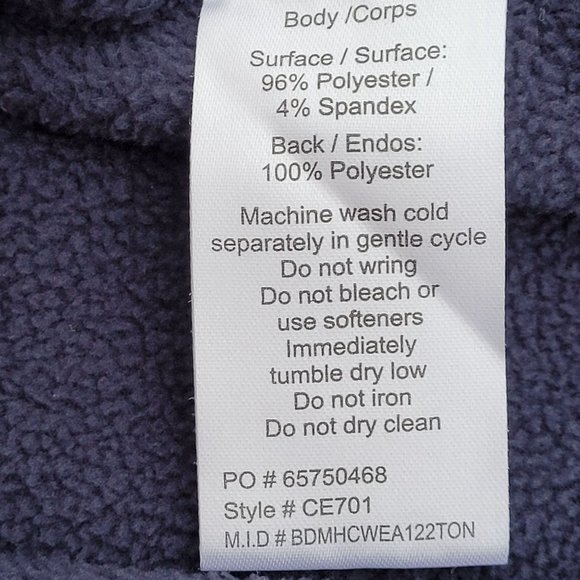 Body /Corps
Surface / Surface:
96% Polyester /
4% Spandex
Back / Endos:
100% Polyester
Machine wash cold
separately in gentle cycle
Do not wring
Do not bleach or
use softeners
Immediately
tumble dry low
Do not iron
Do not dry clean
PO # 65750468
Style # CE701
M.I.D # BDMHCWEA122TON